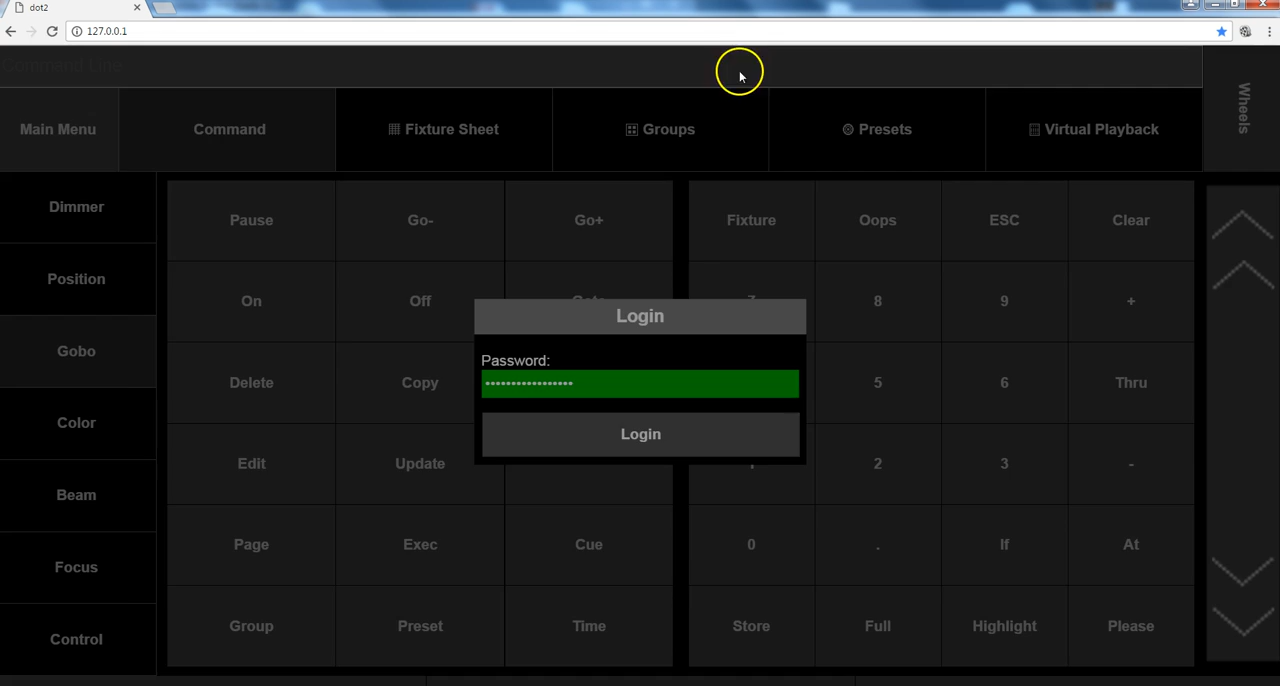 dot2
127.0.0.1
Command Line
Main Menu
Command
Fixture Sheet
Groups
Presets
Virtual Playback
Wheels
Dimmer
Position
Gobo
Color
Beam
Focus
Control
Pause Go- Go+ Fixture Oops ESC Clear
On Off 8 9 +
Login
Password:
•••••••••••••••••
Login
Delete Copy 5 6 Thru
Edit Update 2 3 -
Page Exec Cue 0 . If At
Group Preset Time Store Full Highlight Please